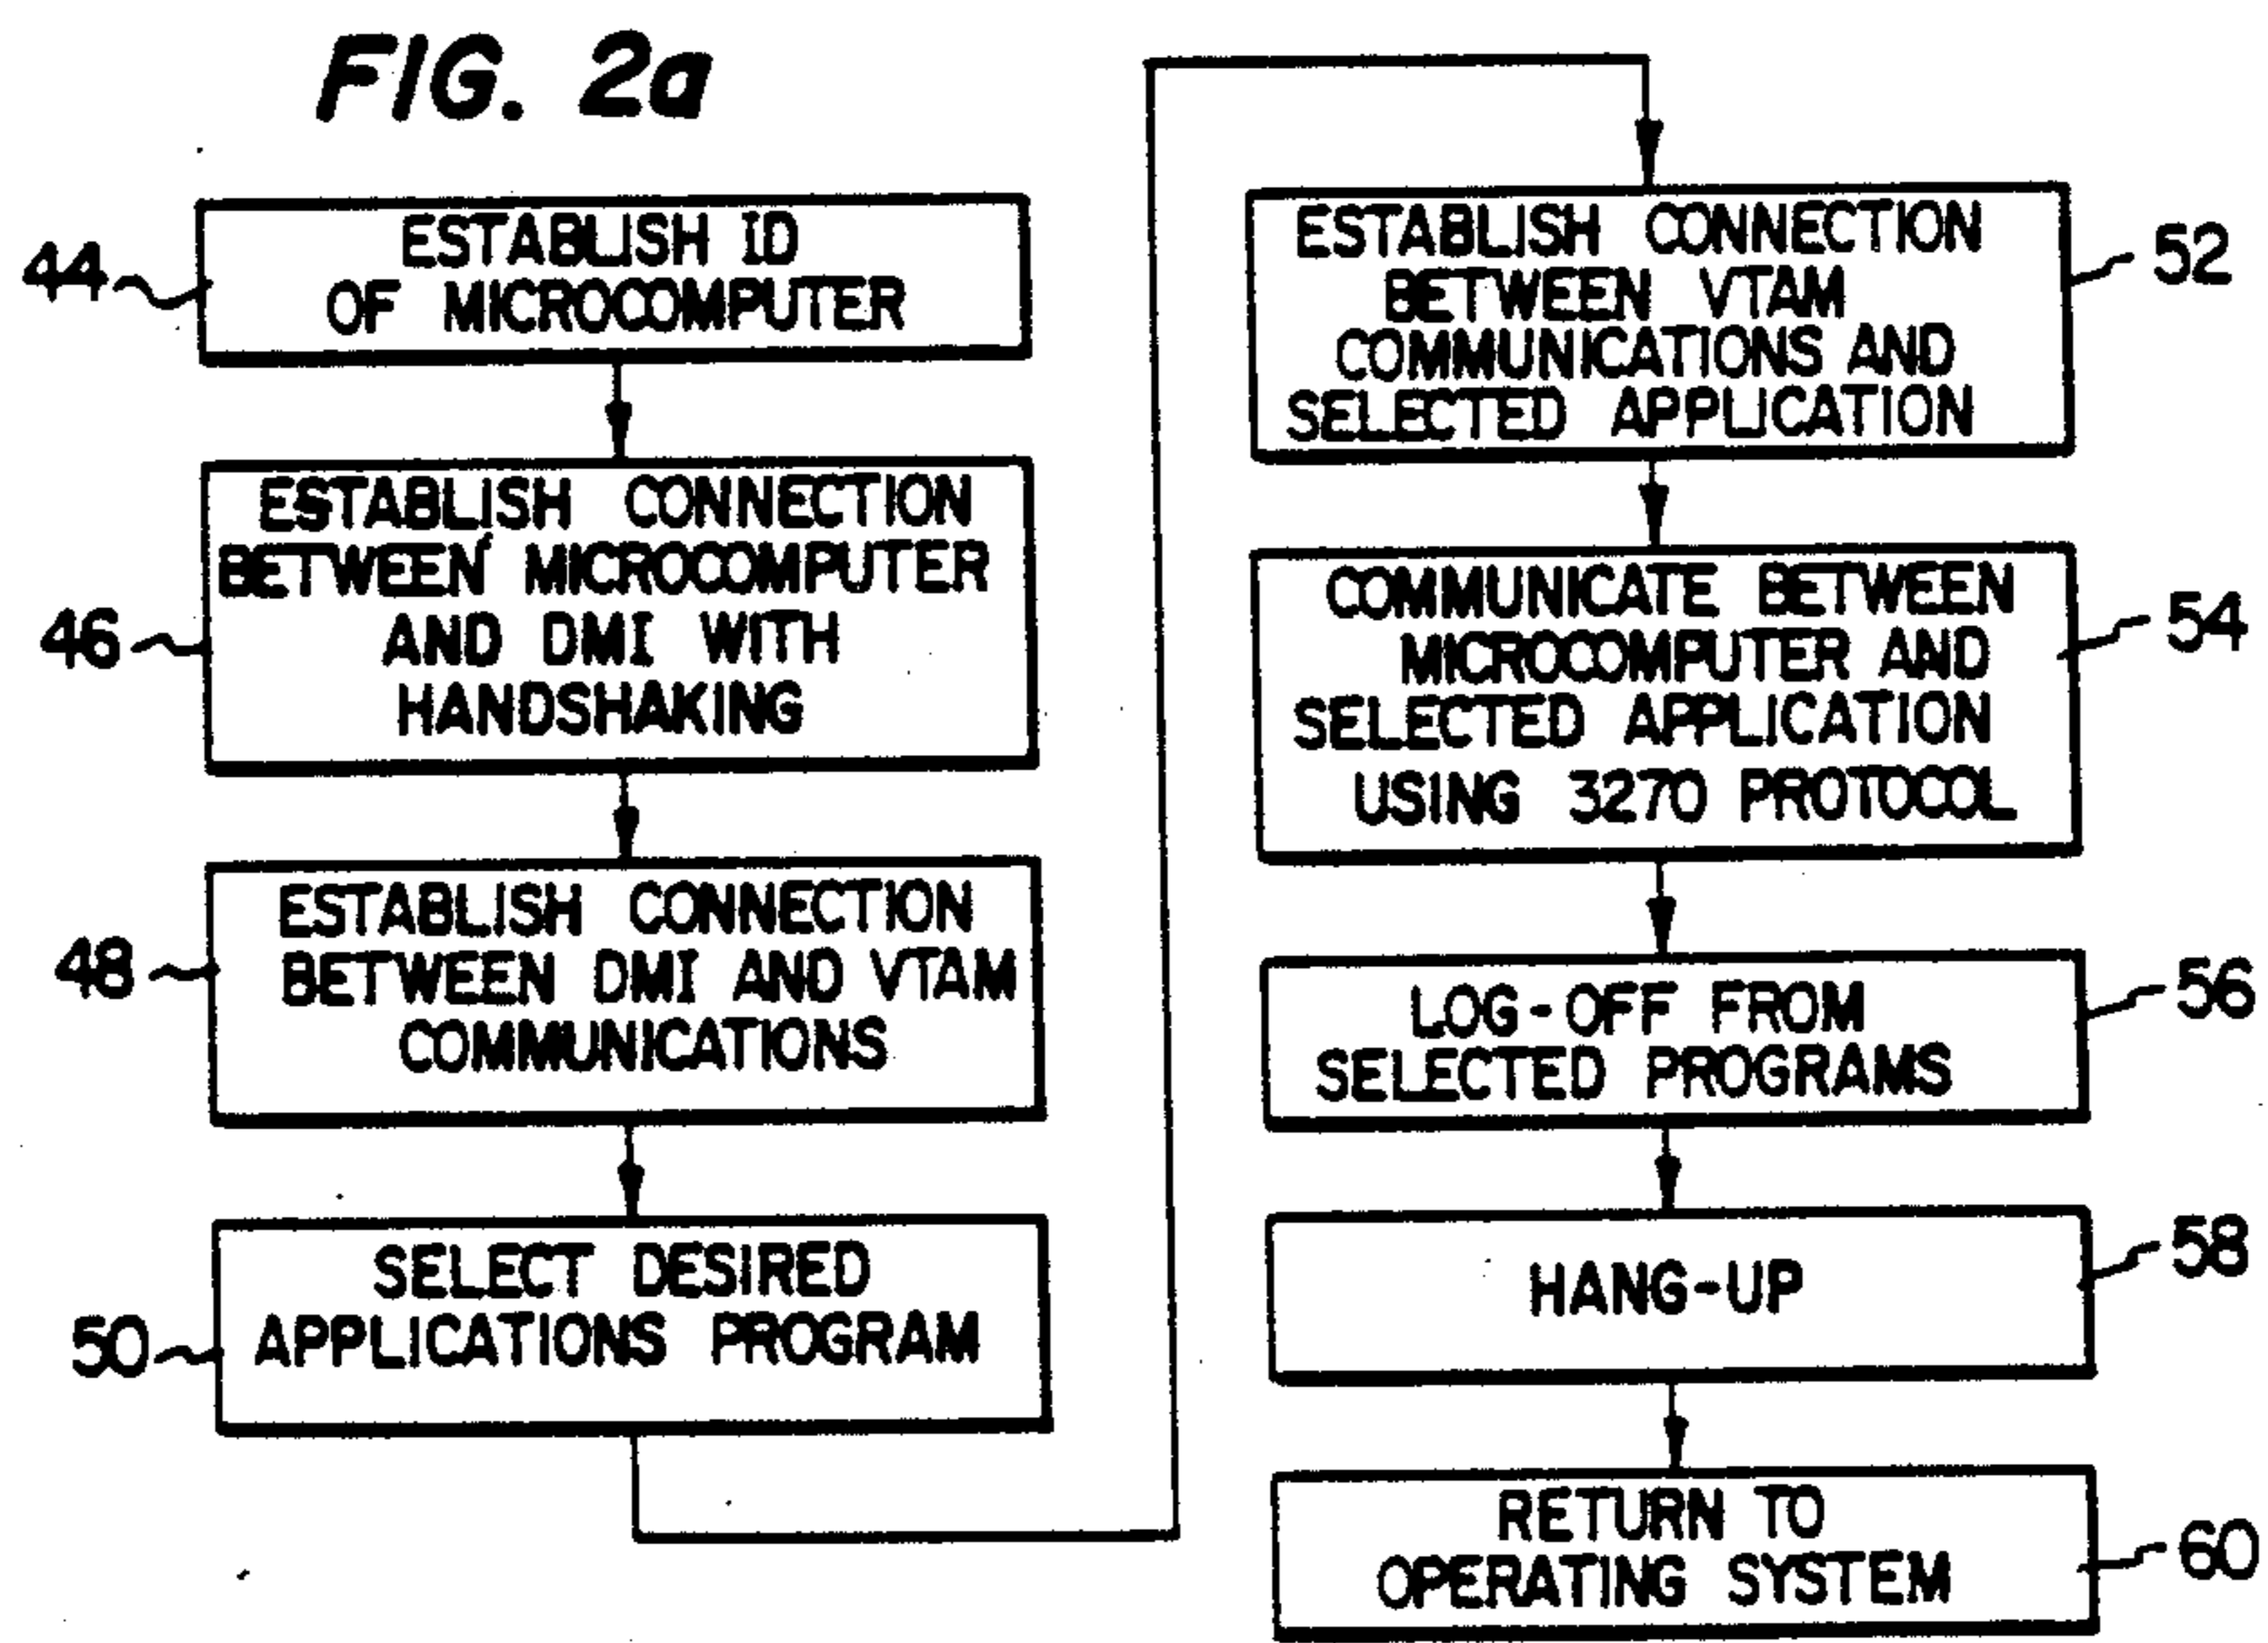 FIG. 2a
44
ESTABLISH ID
OF MICROCOMPUTER
46
ESTABLISH CONNECTION
BETWEEN MICROCOMPUTER
AND DMI WITH
HANDSHAKING
48
ESTABLISH CONNECTION
BETWEEN DMI AND VTAM
COMMUNICATIONS
50
SELECT DESIRED
APPLICATIONS PROGRAM
52
ESTABLISH CONNECTION
BETWEEN VTAM
COMMUNICATIONS AND
SELECTED APPLICATION
54
COMMUNICATE BETWEEN
MICROCOMPUTER AND
SELECTED APPLICATION
USING 3270 PROTOCOL
56
LOG-OFF FROM
SELECTED PROGRAMS
58
HANG-UP
60
RETURN TO
OPERATING SYSTEM